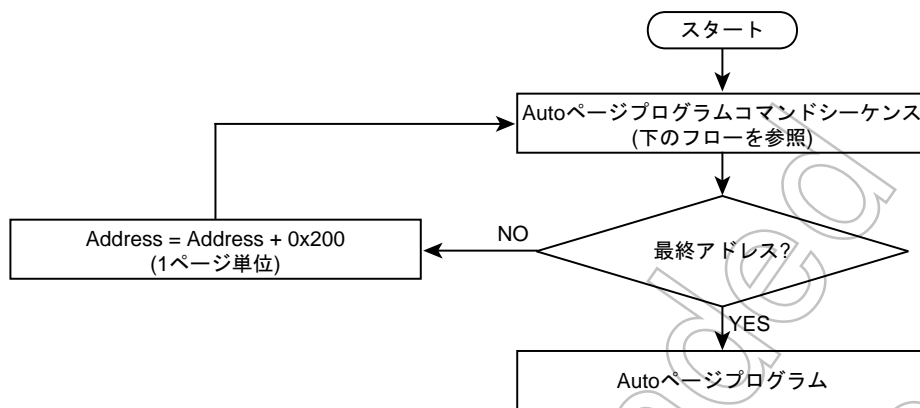 スタート
Autoページプログラムコマンドシーケンス
(下のフローを参照)
Address = Address + 0x200
(1ページ単位)
NO
最終アドレス?
YES
Autoページプログラム